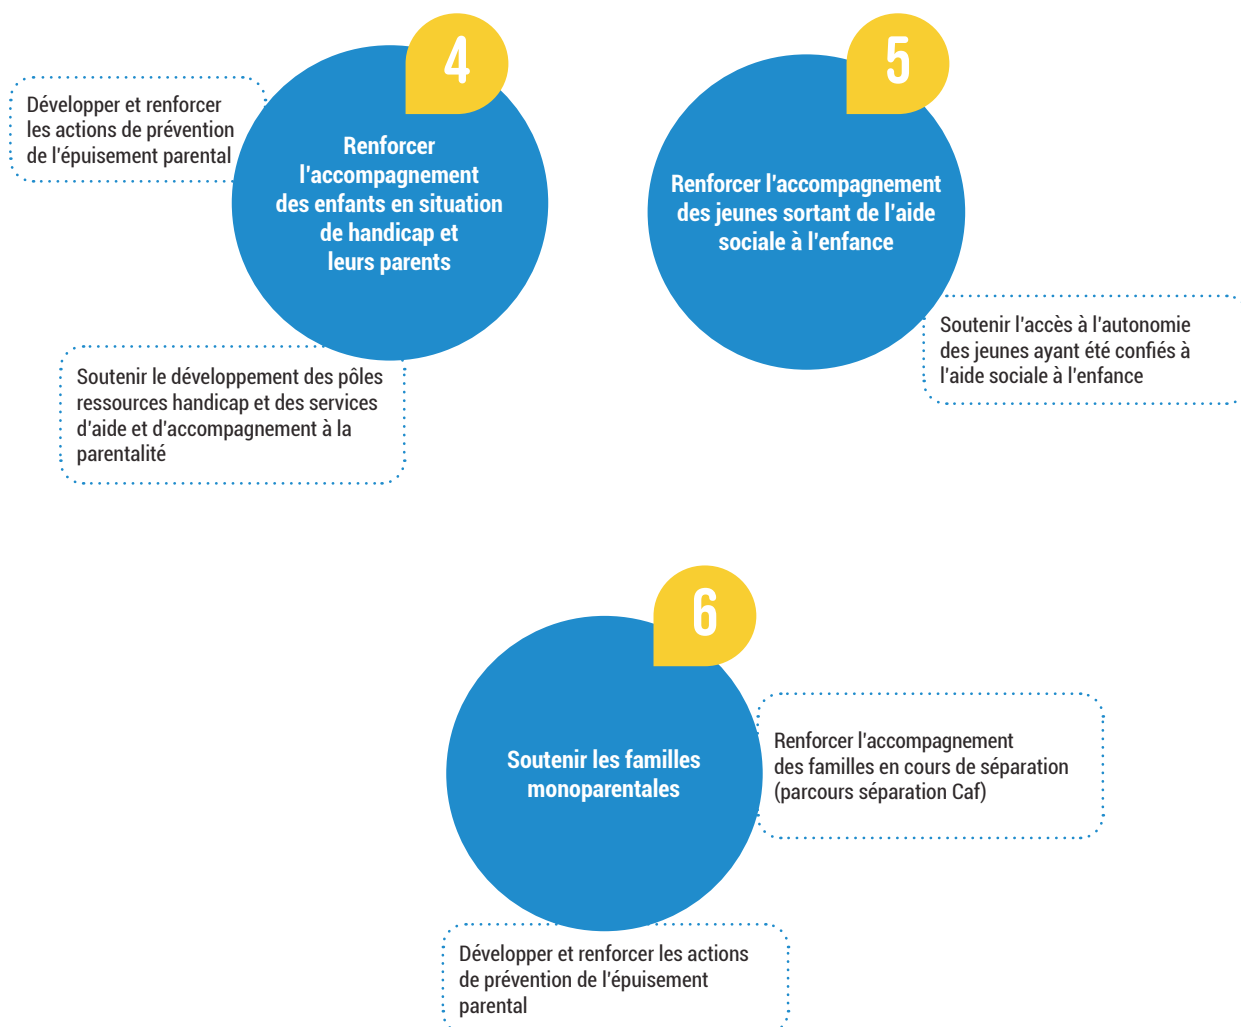 4
Renforcer
l'accompagnement
des enfants en situation
de handicap et
leurs parents
Développer et renforcer
les actions de prévention
de l'épuisement parental
Soutenir le développement des pôles
ressources handicap et des services
d'aide et d'accompagnement à la
parentalité
5
Renforcer l'accompagnement
des jeunes sortant de l'aide
sociale à l'enfance
Soutenir l'accès à l'autonomie
des jeunes ayant été confiés à
l'aide sociale à l'enfance
6
Soutenir les familles
monoparentales
Renforcer l'accompagnement
des familles en cours de séparation
(parcours séparation Caf)
Développer et renforcer les actions
de prévention de l'épuisement
parental